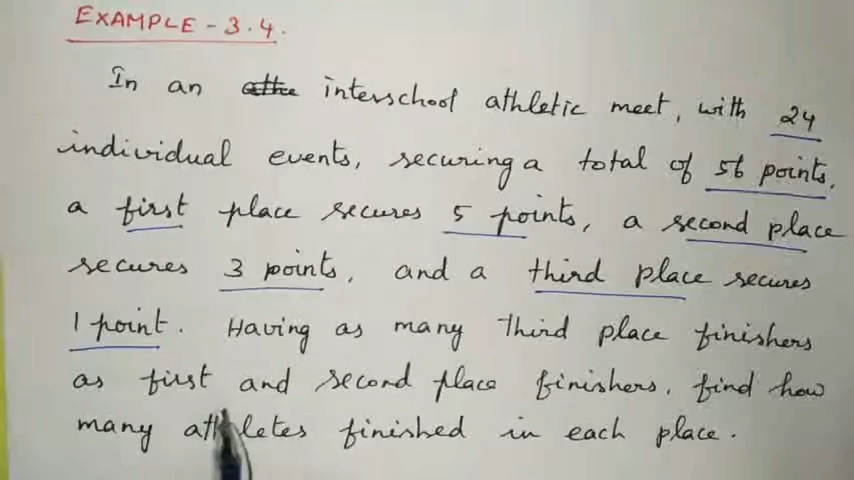 EXAMPLE - 3.4.
In an interschool athletic meet, with 24
individual events, securing a total of 56 points,
a first place secures 5 points, a second place
secures 3 points, and a third place secures
1 point. Having as many third place finishers
as first and second place finishers, find how
many athletes finished in each place.